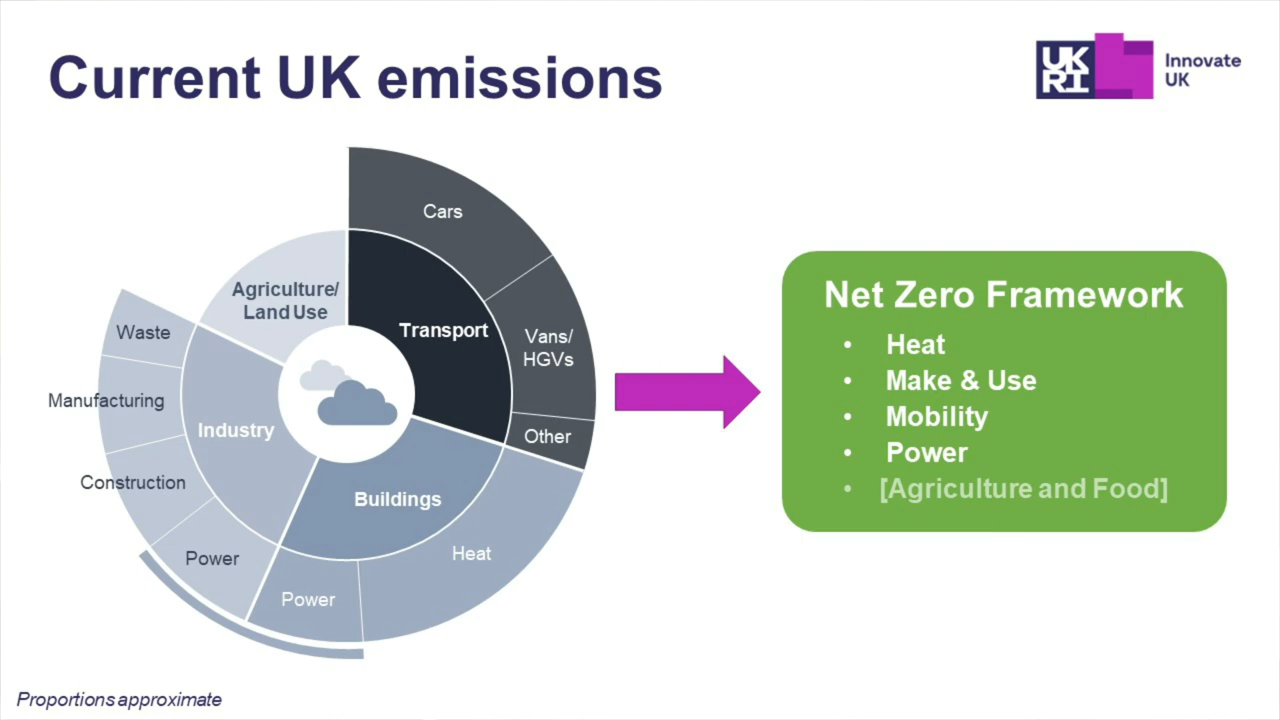 Current UK emissions
UK
RI
Innovate
UK
Cars
Agriculture/
Land Use
Transport
Waste
Vans/
HGVs
Manufacturing
Industry
Other
Construction
Buildings
Heat
Power
Power
Net Zero Framework
• Heat
• Make & Use
• Mobility
• Power
• [Agriculture and Food]
Proportions approximate